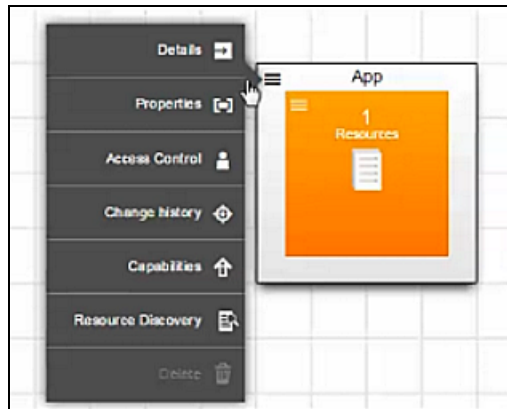 Details
Properties
Access Control
Change history
Capabilities
Resource Discovery
Delete
App
1
Resources